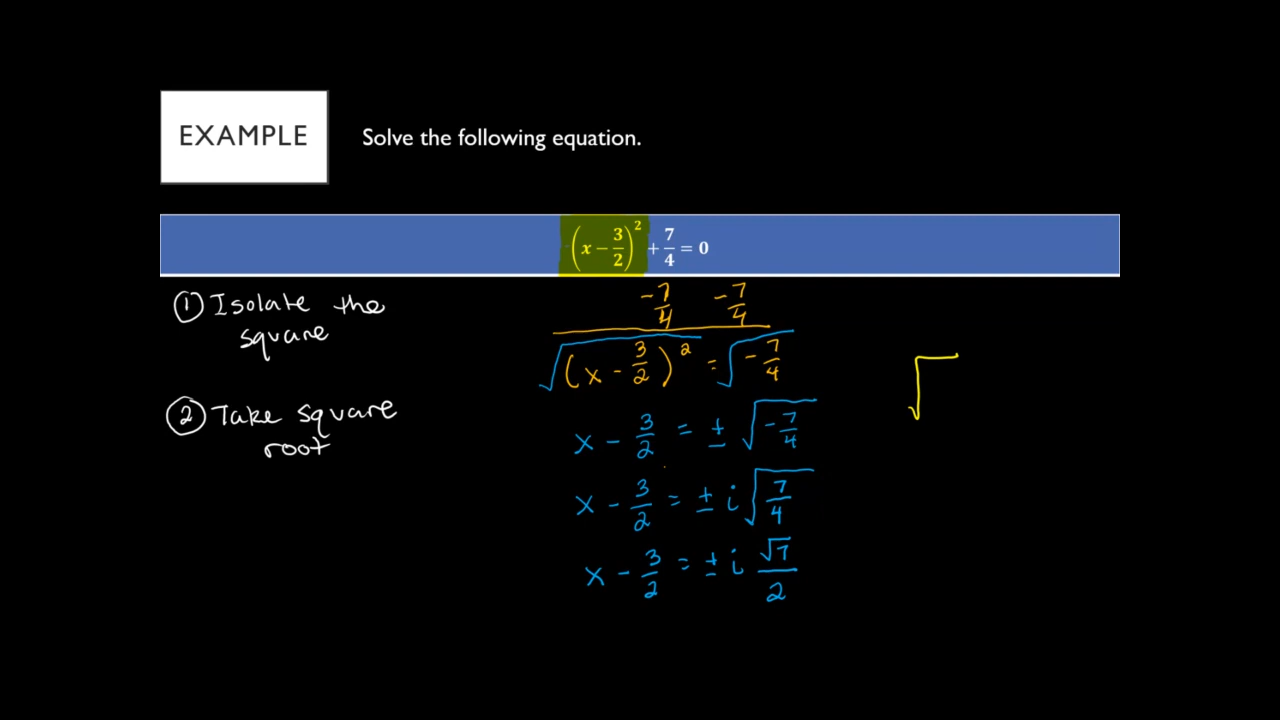 EXAMPLE
Solve the following equation.
(x − 3/2)² + 7/4 = 0
① Isolate the
square
−7/4 −7/4
√(x − 3/2)² = √−7/4
② Take square
root
x − 3/2 = ± √−7/4
x − 3/2 = ± i √7/4
x − 3/2 = ± i √7/2
√